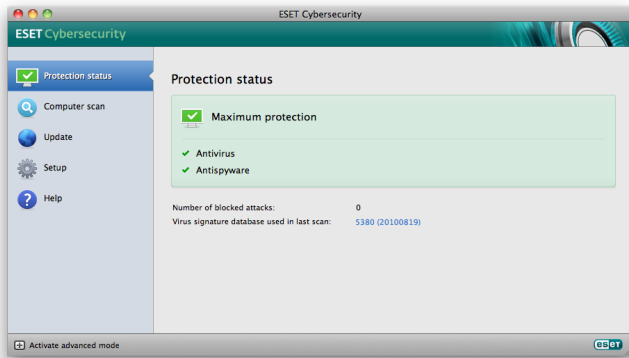 ESET Cybersecurity
ESET Cybersecurity
Protection status
Computer scan
Update
Setup
Help
Protection status
Maximum protection
Antivirus
Antispyware
Number of blocked attacks: 0
Virus signature database used in last scan: 5380 (20100819)
Activate advanced mode
eset